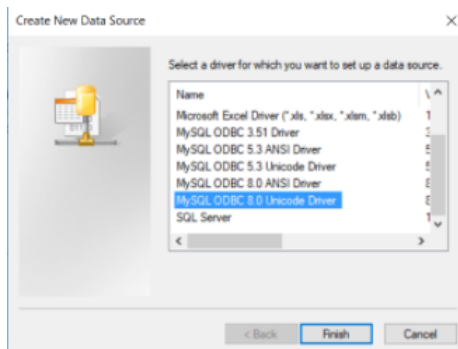 Create New Data Source
Select a driver for which you want to set up a data source.
Name
Microsoft Excel Driver (*.xls, *.xlsx, *.xlsm, *.xlsb)
MySQL ODBC 3.51 Driver
MySQL ODBC 5.3 ANSI Driver
MySQL ODBC 5.3 Unicode Driver
MySQL ODBC 8.0 ANSI Driver
MySQL ODBC 8.0 Unicode Driver
SQL Server
< Back Finish Cancel